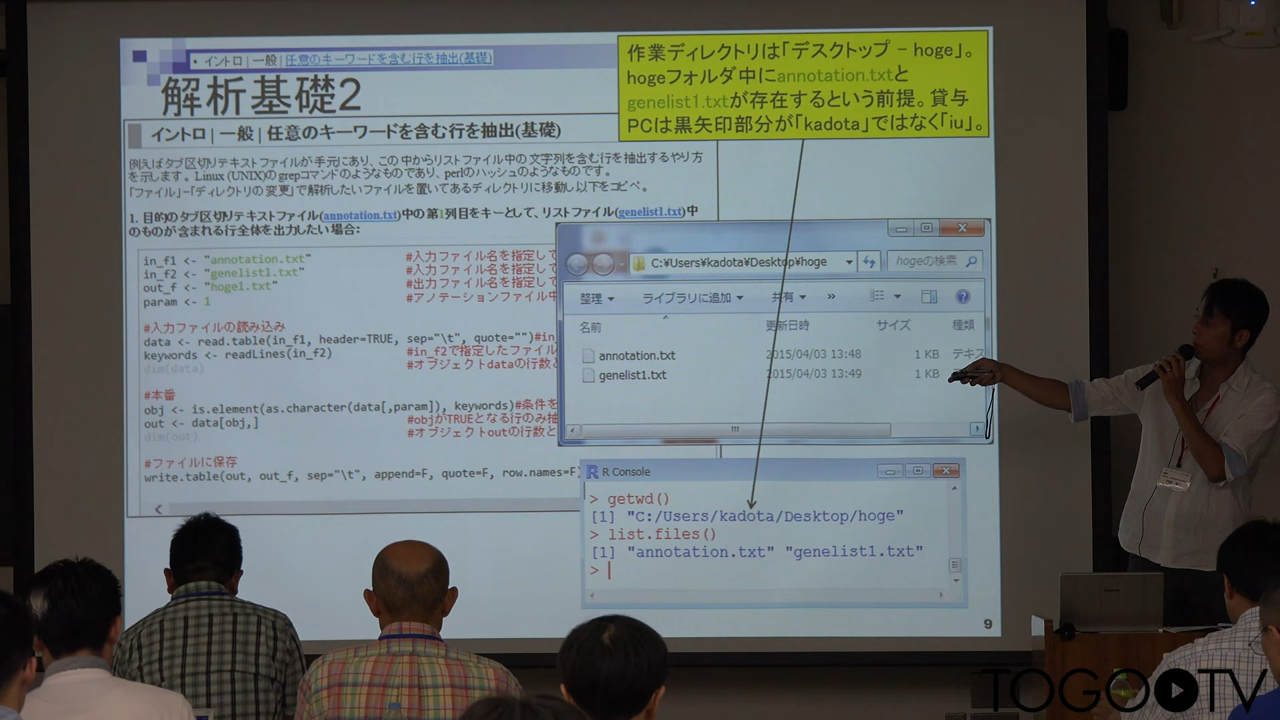 • イントロ | 一般 | 任意のキーワードを含む行を抽出(基礎)
解析基礎2
作業ディレクトリは「デスクトップ − hoge」。
hogeフォルダ中にannotation.txtと
genelist1.txtが存在するという前提。貸与
PCは黒矢印部分が「kadota」ではなく「iu」。
イントロ | 一般 | 任意のキーワードを含む行を抽出(基礎)
例えばタブ区切りテキストファイルが手元にあり、この中からリストファイル中の文字列を含む行を抽出するやり方
を示します。Linux (UNIX)のgrepコマンドのようなものであり、perlのハッシュのようなものです。
「ファイル」−「ディレクトリの変更」で解析したいファイルを置いてあるディレクトリに移動し以下をコピペ。
1. 目的のタブ区切りテキストファイル(annotation.txt)中の第1列目をキーとして、リストファイル(genelist1.txt)中
のものが含まれる行全体を出力したい場合:
in_f1 <- "annotation.txt" #入力ファイル名を指定して
in_f2 <- "genelist1.txt" #入力ファイル名を指定して
out_f <- "hoge1.txt" #出力ファイル名を指定して
param <- 1 #アノテーションファイル中
#入力ファイルの読み込み
data <- read.table(in_f1, header=TRUE, sep="\t", quote="")#in_
keywords <- readLines(in_f2) #in_f2で指定したファイル
dim(data) #オブジェクトdataの行数と
#本番
obj <- is.element(as.character(data[,param]), keywords)#条件を
out <- data[obj,] #objがTRUEとなる行のみ抽
dim(out) #オブジェクトoutの行数と
#ファイルに保存
write.table(out, out_f, sep="\t", append=F, quote=F, row.names=F)
C:¥Users¥kadota¥Desktop¥hoge hogeの検索
整理 ライブラリに追加 共有 »
名前 更新日時 サイズ 種類
annotation.txt 2015/04/03 13:48 1 KB テキス
genelist1.txt 2015/04/03 13:49 1 KB
R Console
> getwd()
[1] "C:/Users/kadota/Desktop/hoge"
> list.files()
[1] "annotation.txt" "genelist1.txt"
>
9
TOGO TV